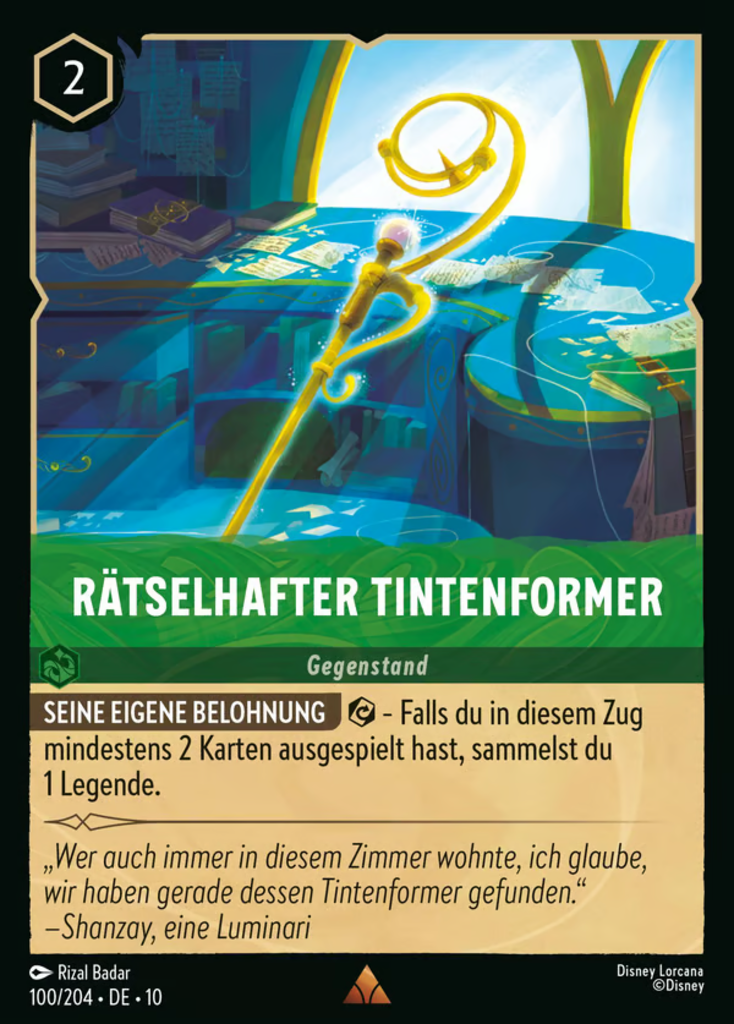 2
RÄTSELHAFTER TINTENFORMER
Gegenstand
SEINE EIGENE BELOHNUNG - Falls du in diesem Zug
mindestens 2 Karten ausgespielt hast, sammelst du
1 Legende.
„Wer auch immer in diesem Zimmer wohnte, ich glaube,
wir haben gerade dessen Tintenformer gefunden.“
—Shanzay, eine Luminari
Rizal Badar
100/204 • DE • 10
Disney Lorcana
©Disney